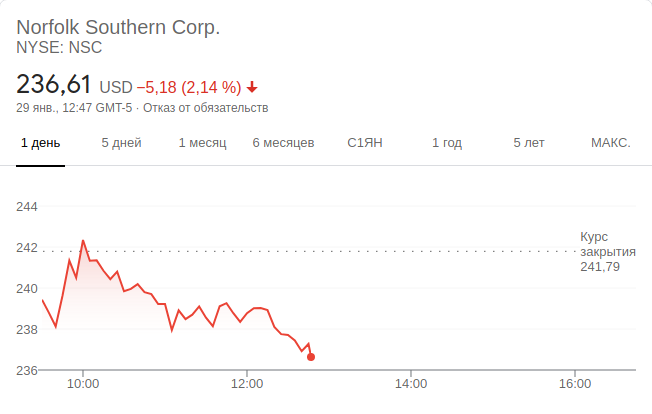 Norfolk Southern Corp.
NYSE: NSC
236,61 USD −5,18 (2,14 %)
29 янв., 12:47 GMT-5 · Отказ от обязательств
1 день 5 дней 1 месяц 6 месяцев С1ЯН 1 год 5 лет МАКС.
244
242
240
238
236
Курс
закрытия
241,79
10:00 12:00 14:00 16:00